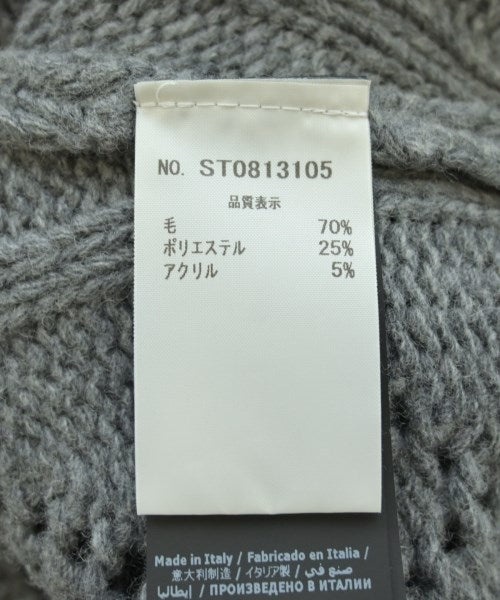 NO. ST0813105
品質表示
毛 70%
ポリエステル 25%
アクリル 5%
Made in Italy / Fabricado en Italia /
意大利制造 / イタリア製 / صنع في /
إيطاليا / ПРОИЗВЕДЕНО В ИТАЛИИ